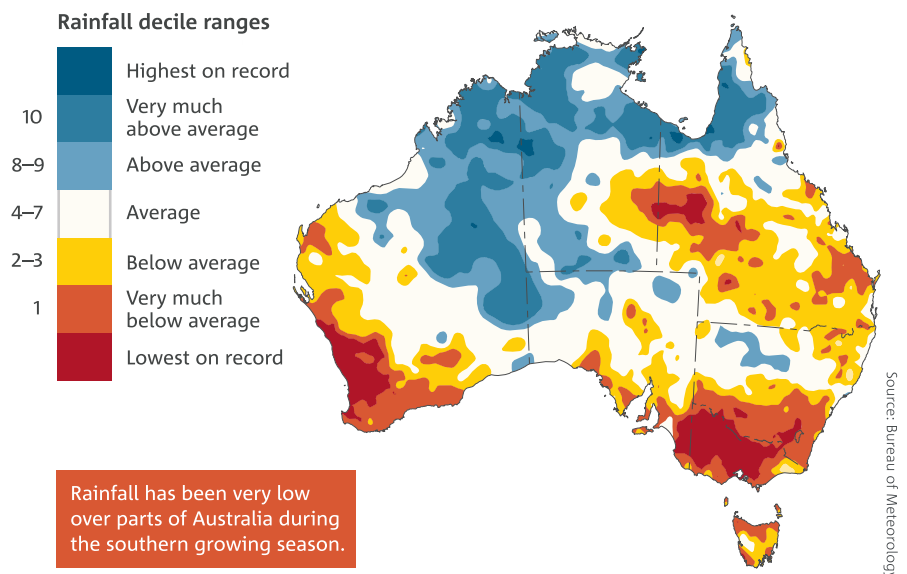 Rainfall decile ranges
Highest on record
10
Very much
above average
8–9
Above average
4–7
Average
2–3
Below average
1
Very much
below average
Lowest on record
Rainfall has been very low
over parts of Australia during
the southern growing season.
Source: Bureau of Meteorology